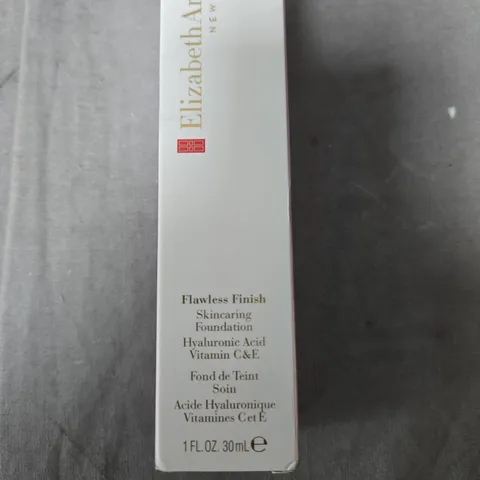 Elizabeth Ar
NEW
Flawless Finish
Skincaring
Foundation
Hyaluronic Acid
Vitamin C&E
Fond de Teint
Soin
Acide Hyaluronique
Vitamines C et E
1 FL.OZ. 30mL e